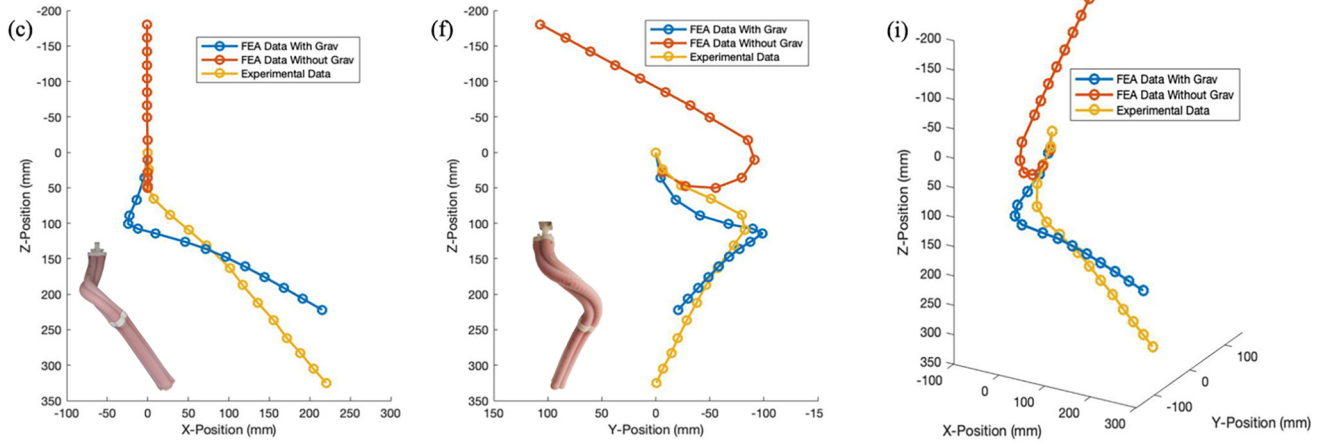 (c)
-200
-150
-100
-50
0
50
100
150
200
250
300
350
Z-Position (mm)
FEA Data With Grav
FEA Data Without Grav
Experimental Data
-100 -50 0 50 100 150 200 250 300
X-Position (mm)
(f)
-200
-150
-100
-50
0
50
100
150
200
250
300
350
Z-Position (mm)
FEA Data With Grav
FEA Data Without Grav
Experimental Data
150 100 50 0 -50 -100 -15
Y-Position (mm)
(i)
-200
-150
-100
-50
0
50
100
150
200
250
300
350
Z-Position (mm)
FEA Data With Grav
FEA Data Without Grav
Experimental Data
-100 0 100 200 300
X-Position (mm)
-100 0 100
Y-Position (mm)